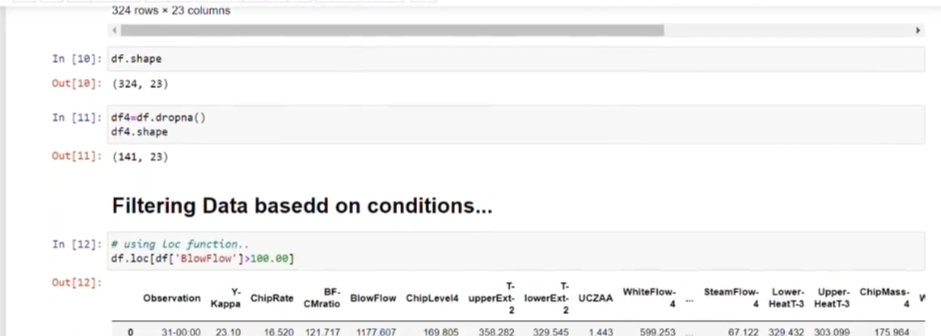 324 rows × 23 columns
In [10]: df.shape
Out[10]: (324, 23)
In [11]: df4=df.dropna()
df4.shape
Out[11]: (141, 23)
Filtering Data basedd on conditions...
In [12]: # using loc function..
df.loc[df['BlowFlow']>100.00]
Out[12]:
Observation Y-Kappa ChipRate BF-CMratio BlowFlow ChipLevel4 T-upperExt-2 T-lowerExt-2 UCZAA WhiteFlow-4 ... SteamFlow-4 Lower-HeatT-3 Upper-HeatT-3 ChipMass-4
0 31-00:00 23.10 16.520 121.717 1177.607 169.805 358.282 329.545 1.443 599.253 ... 67.122 329.432 303.099 175.964